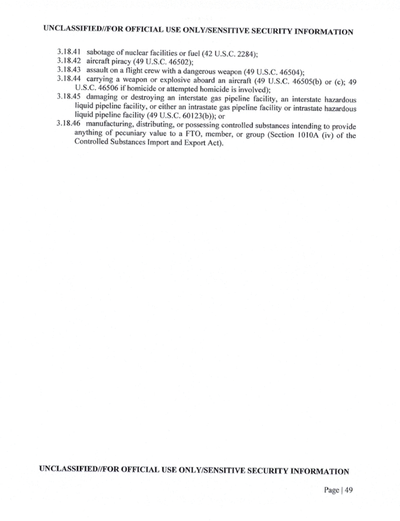 UNCLASSIFIED//FOR OFFICIAL USE ONLY/SENSITIVE SECURITY INFORMATION
3.18.41 sabotage of nuclear facilities or fuel (42 U.S.C. 2284);
3.18.42 aircraft piracy (49 U.S.C. 46502);
3.18.43 assault on a flight crew with a dangerous weapon (49 U.S.C. 46504);
3.18.44 carrying a weapon or explosive aboard an aircraft (49 U.S.C. 46505(b) or (c); 49
U.S.C. 46506 if homicide or attempted homicide is involved);
3.18.45 damaging or destroying an interstate gas pipeline facility, an interstate hazardous
liquid pipeline facility, or either an intrastate gas pipeline facility or intrastate hazardous
liquid pipeline facility (49 U.S.C. 60123(b)); or
3.18.46 manufacturing, distributing, or possessing controlled substances intending to provide
anything of pecuniary value to a FTO, member, or group (Section 1010A (iv) of the
Controlled Substances Import and Export Act).
UNCLASSIFIED//FOR OFFICIAL USE ONLY/SENSITIVE SECURITY INFORMATION
Page | 49